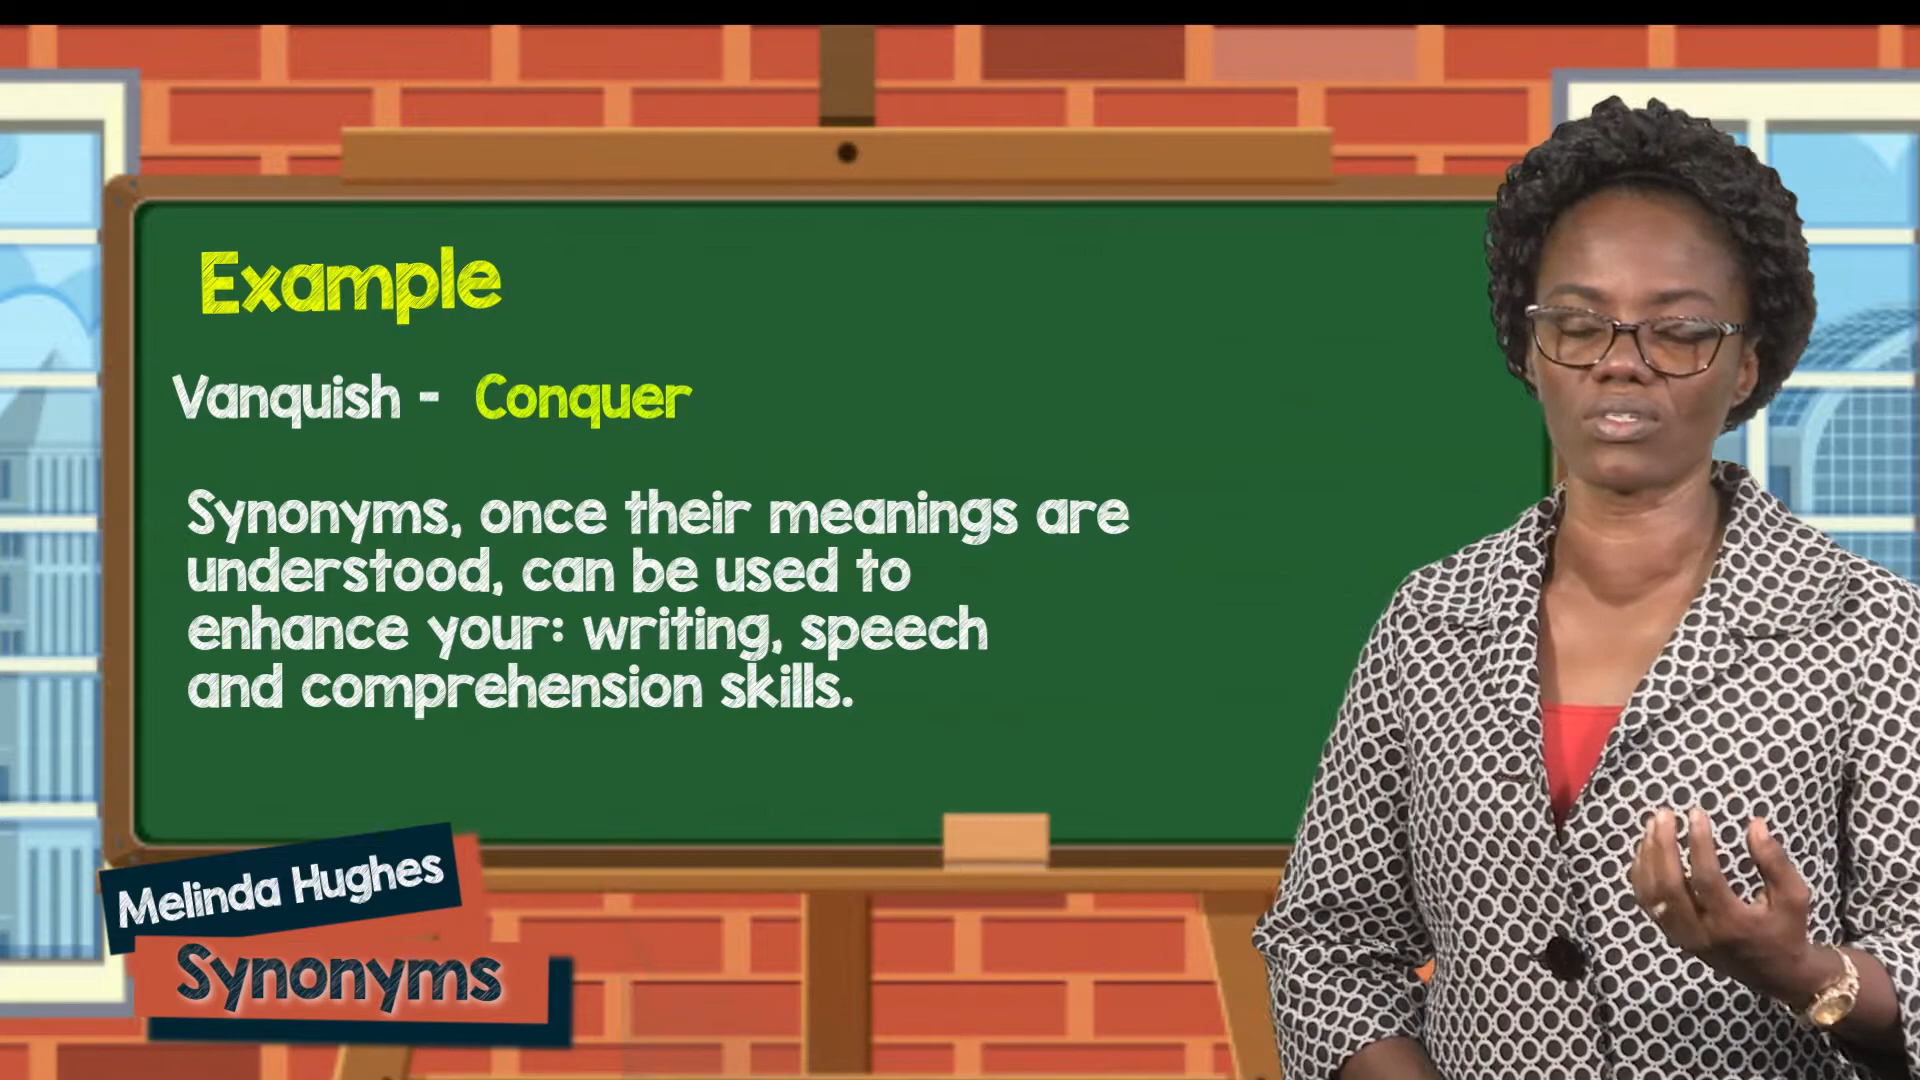 Example
Vanquish - Conquer
Synonyms, once their meanings are
understood, can be used to
enhance your: writing, speech
and comprehension skills.
Melinda Hughes
Synonyms